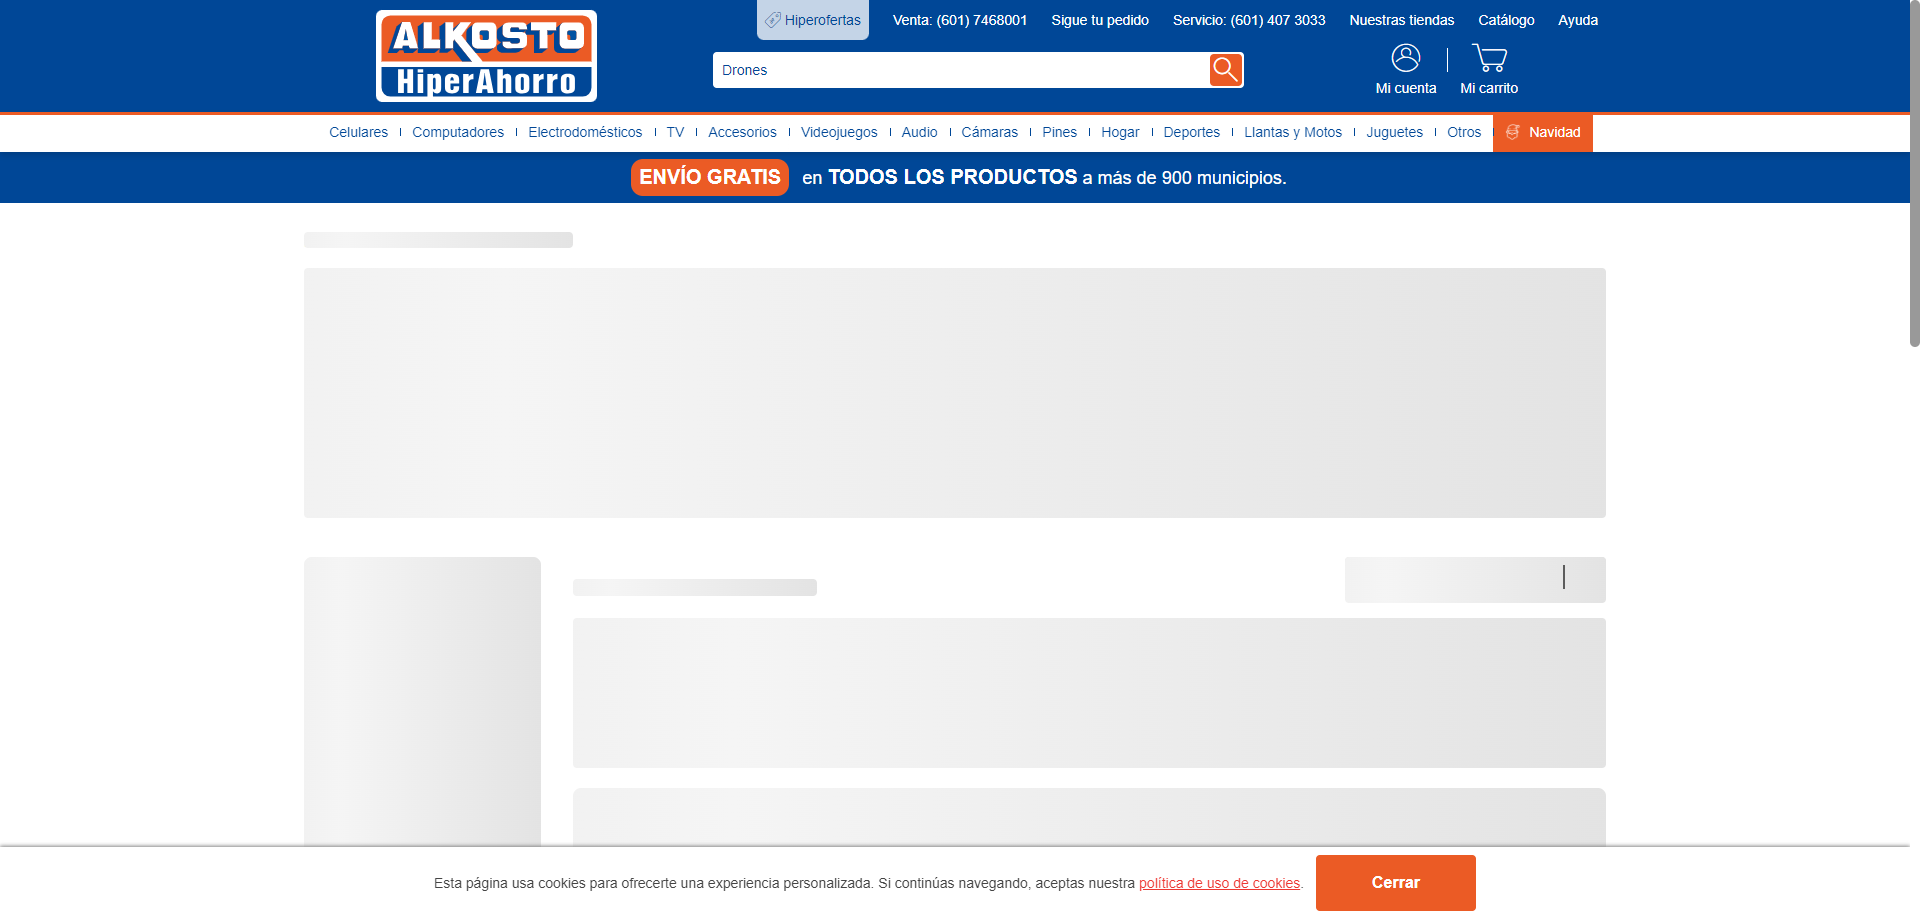 ALKOSTO
HiperAhorro
Hiperofertas
Venta: (601) 7468001
Sigue tu pedido
Servicio: (601) 407 3033
Nuestras tiendas
Catálogo
Ayuda
Drones
Mi cuenta
Mi carrito
Celulares
Computadores
Electrodomésticos
TV
Accesorios
Videojuegos
Audio
Cámaras
Pines
Hogar
Deportes
Llantas y Motos
Juguetes
Otros
Navidad
ENVÍO GRATIS en TODOS LOS PRODUCTOS a más de 900 municipios.
Esta página usa cookies para ofrecerte una experiencia personalizada. Si continúas navegando, aceptas nuestra política de uso de cookies.
Cerrar